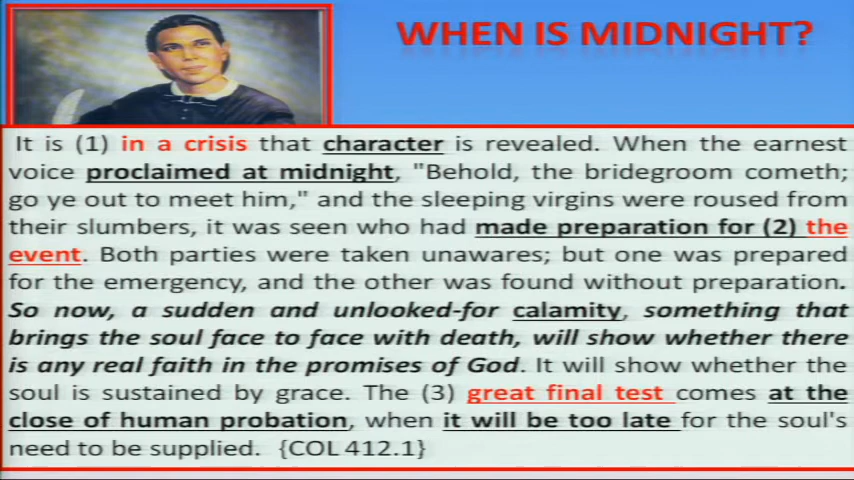 WHEN IS MIDNIGHT?
It is (1) in a crisis that character is revealed. When the earnest
voice proclaimed at midnight, "Behold, the bridegroom cometh;
go ye out to meet him," and the sleeping virgins were roused from
their slumbers, it was seen who had made preparation for (2) the
event. Both parties were taken unawares; but one was prepared
for the emergency, and the other was found without preparation.
So now, a sudden and unlooked-for calamity, something that
brings the soul face to face with death, will show whether there
is any real faith in the promises of God. It will show whether the
soul is sustained by grace. The (3) great final test comes at the
close of human probation, when it will be too late for the soul's
need to be supplied. {COL 412.1}